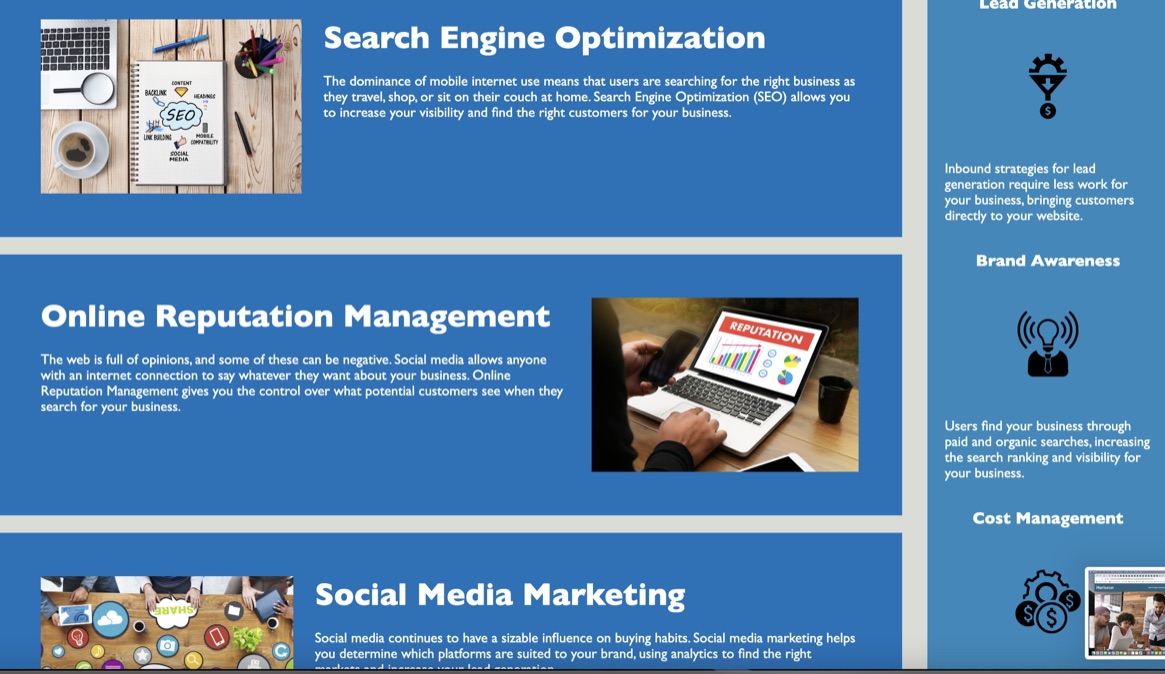 Search Engine Optimization
The dominance of mobile internet use means that users are searching for the right business as
they travel, shop, or sit on their couch at home. Search Engine Optimization (SEO) allows you
to increase your visibility and find the right customers for your business.
CONTENT
BACKLINK
HEADINGS
SEO
LINK BUILDING
MOBILE
COMPATIBILITY
SOCIAL
MEDIA
Online Reputation Management
The web is full of opinions, and some of these can be negative. Social media allows anyone
with an internet connection to say whatever they want about your business. Online
Reputation Management gives you the control over what potential customers see when they
search for your business.
REPUTATION
Social Media Marketing
Social media continues to have a sizable influence on buying habits. Social media marketing helps
you determine which platforms are suited to your brand, using analytics to find the right
markets and increase your lead generation.
SHARE
Lead Generation
$
Inbound strategies for lead
generation require less work for
your business, bringing customers
directly to your website.
Brand Awareness
Users find your business through
paid and organic searches, increasing
the search ranking and visibility for
your business.
Cost Management
$ $ $